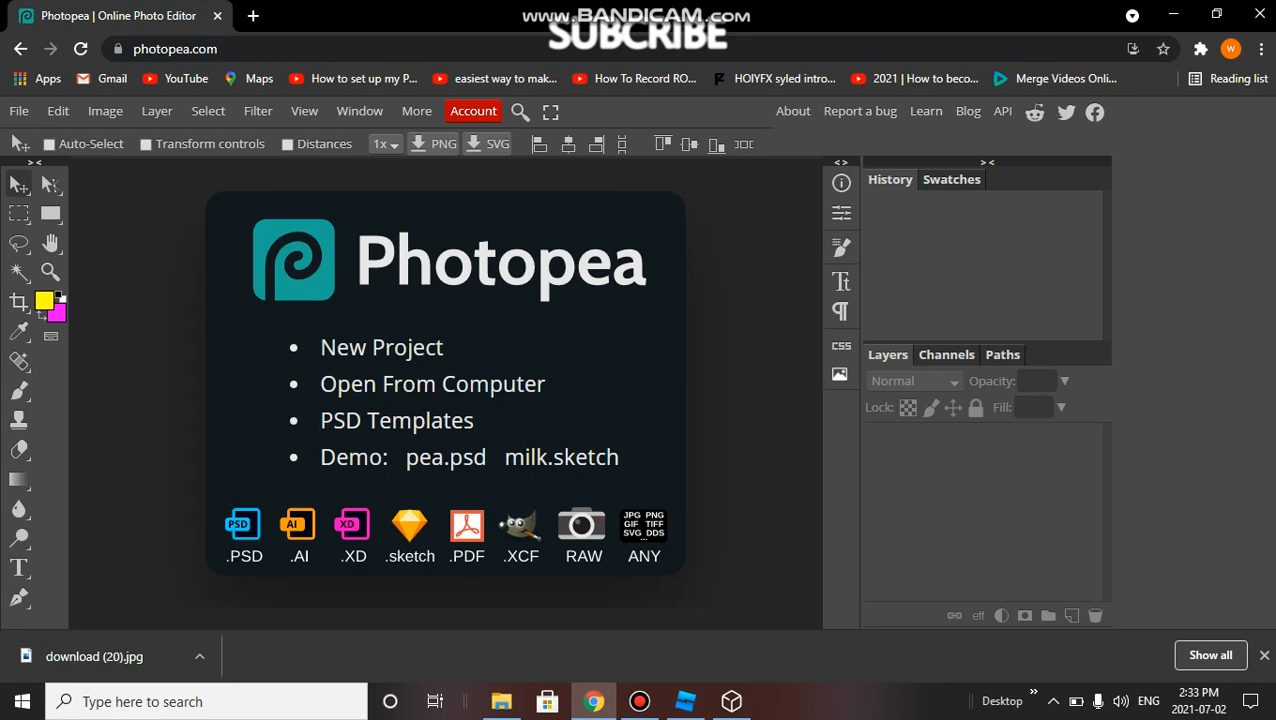 Photopea | Online Photo Editor
www.BANDICAM.com
SUBCRIBE
photopea.com
W
Apps
Gmail
YouTube
Maps
How to set up my P...
easiest way to mak...
How To Record RO...
HOIYFX syled intro...
2021 | How to beco...
Merge Videos Onlin...
Reading list
File
Edit
Image
Layer
Select
Filter
View
Window
More
Account
About
Report a bug
Learn
Blog
API
Auto-Select
Transform controls
Distances
1x
PNG
SVG
> <
< >
> <
History
Swatches
Photopea
• New Project
• Open From Computer
• PSD Templates
• Demo: pea.psd milk.sketch
PSD
AI
XD
JPG PNG
GIF TIFF
SVG DDS
...
.PSD
.AI
.XD
.sketch
.PDF
.XCF
RAW
ANY
Tt
CSS
Layers
Channels
Paths
Normal
Opacity:
Lock:
Fill:
eff
T
download (20).jpg
Show all
Type here to search
Desktop
»
ENG
2:33 PM
2021-07-02